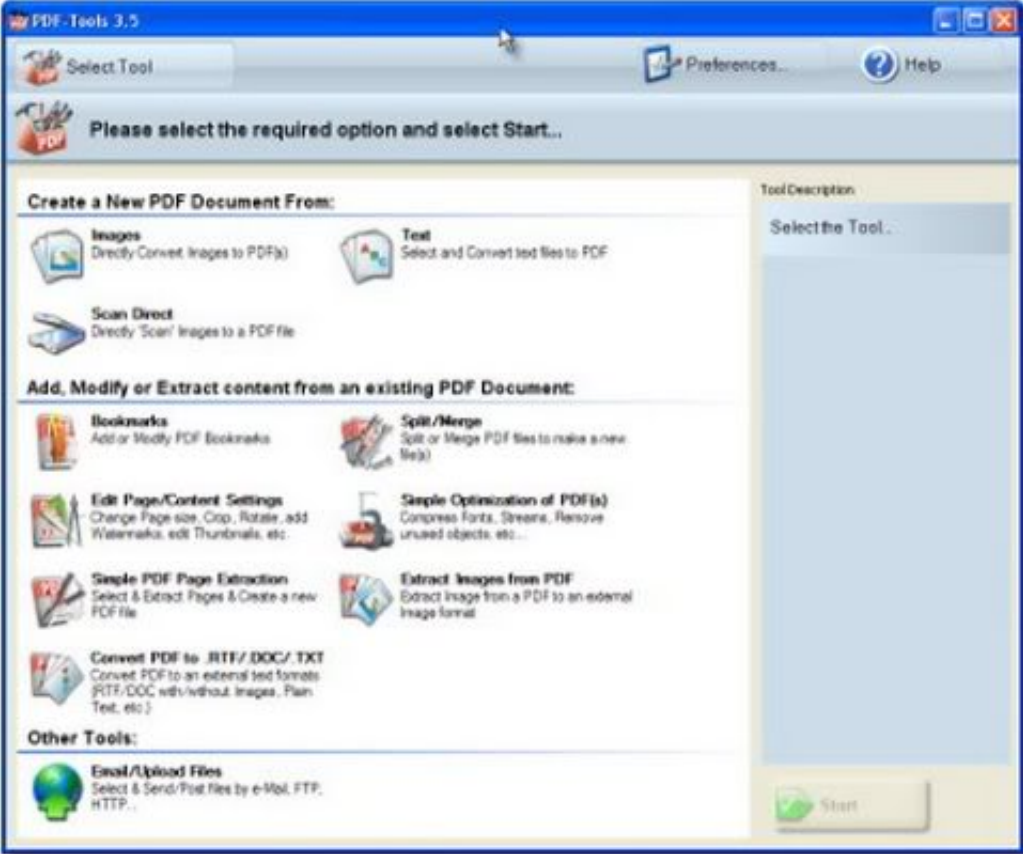 PDF-Tools 3.5
Select Tool
Preferences...
Help
PDF
Please select the required option and select Start...
Create a New PDF Document From:
Images
Directly Convert Images to PDF(s)
Text
Select and Convert text files to PDF
Scan Direct
Directly 'Scan' Images to a PDF file
Add, Modify or Extract content from an existing PDF Document:
Bookmarks
Add or Modify PDF Bookmarks
Split/Merge
Split or Merge PDF files to make a new
file(s)
Edit Page/Content Settings
Change Page size, Crop, Rotate, add
Watermarks, edit Thumbnails, etc.
Simple Optimization of PDF(s)
Compress Fonts, Streams, Remove
unused objects, etc...
Simple PDF Page Extraction
Select & Extract Pages & Create a new
PDF file
Extract Images from PDF
Extract Image from a PDF to an external
Image format
Convert PDF to .RTF/.DOC/.TXT
Convert PDF to an external text formats
(RTF/DOC with/without Images, Plain
Text, etc.)
Other Tools:
Email/Upload Files
Select & Send/Post files by e-Mail, FTP,
HTTP...
Tool Description
Select the Tool...
Start